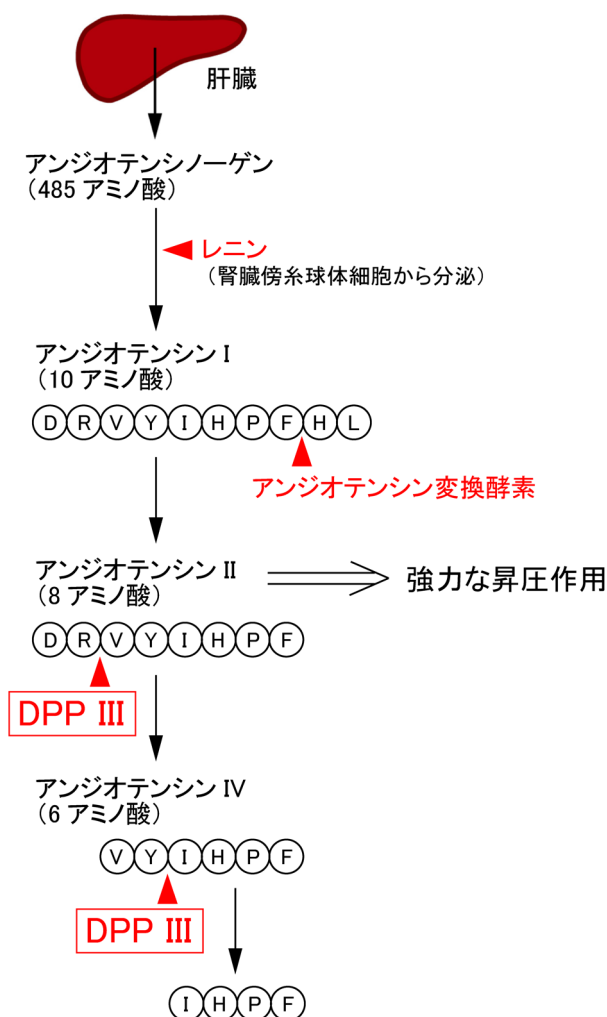 肝臓
アンジオテンシノーゲン
（485 アミノ酸）
レニン
（腎臓傍糸球体細胞から分泌）
アンジオテンシン I
（10 アミノ酸）
D R V Y I H P F H L
アンジオテンシン変換酵素
アンジオテンシン II
（8 アミノ酸）
強力な昇圧作用
D R V Y I H P F
DPP III
アンジオテンシン IV
（6 アミノ酸）
V Y I H P F
DPP III
I H P F